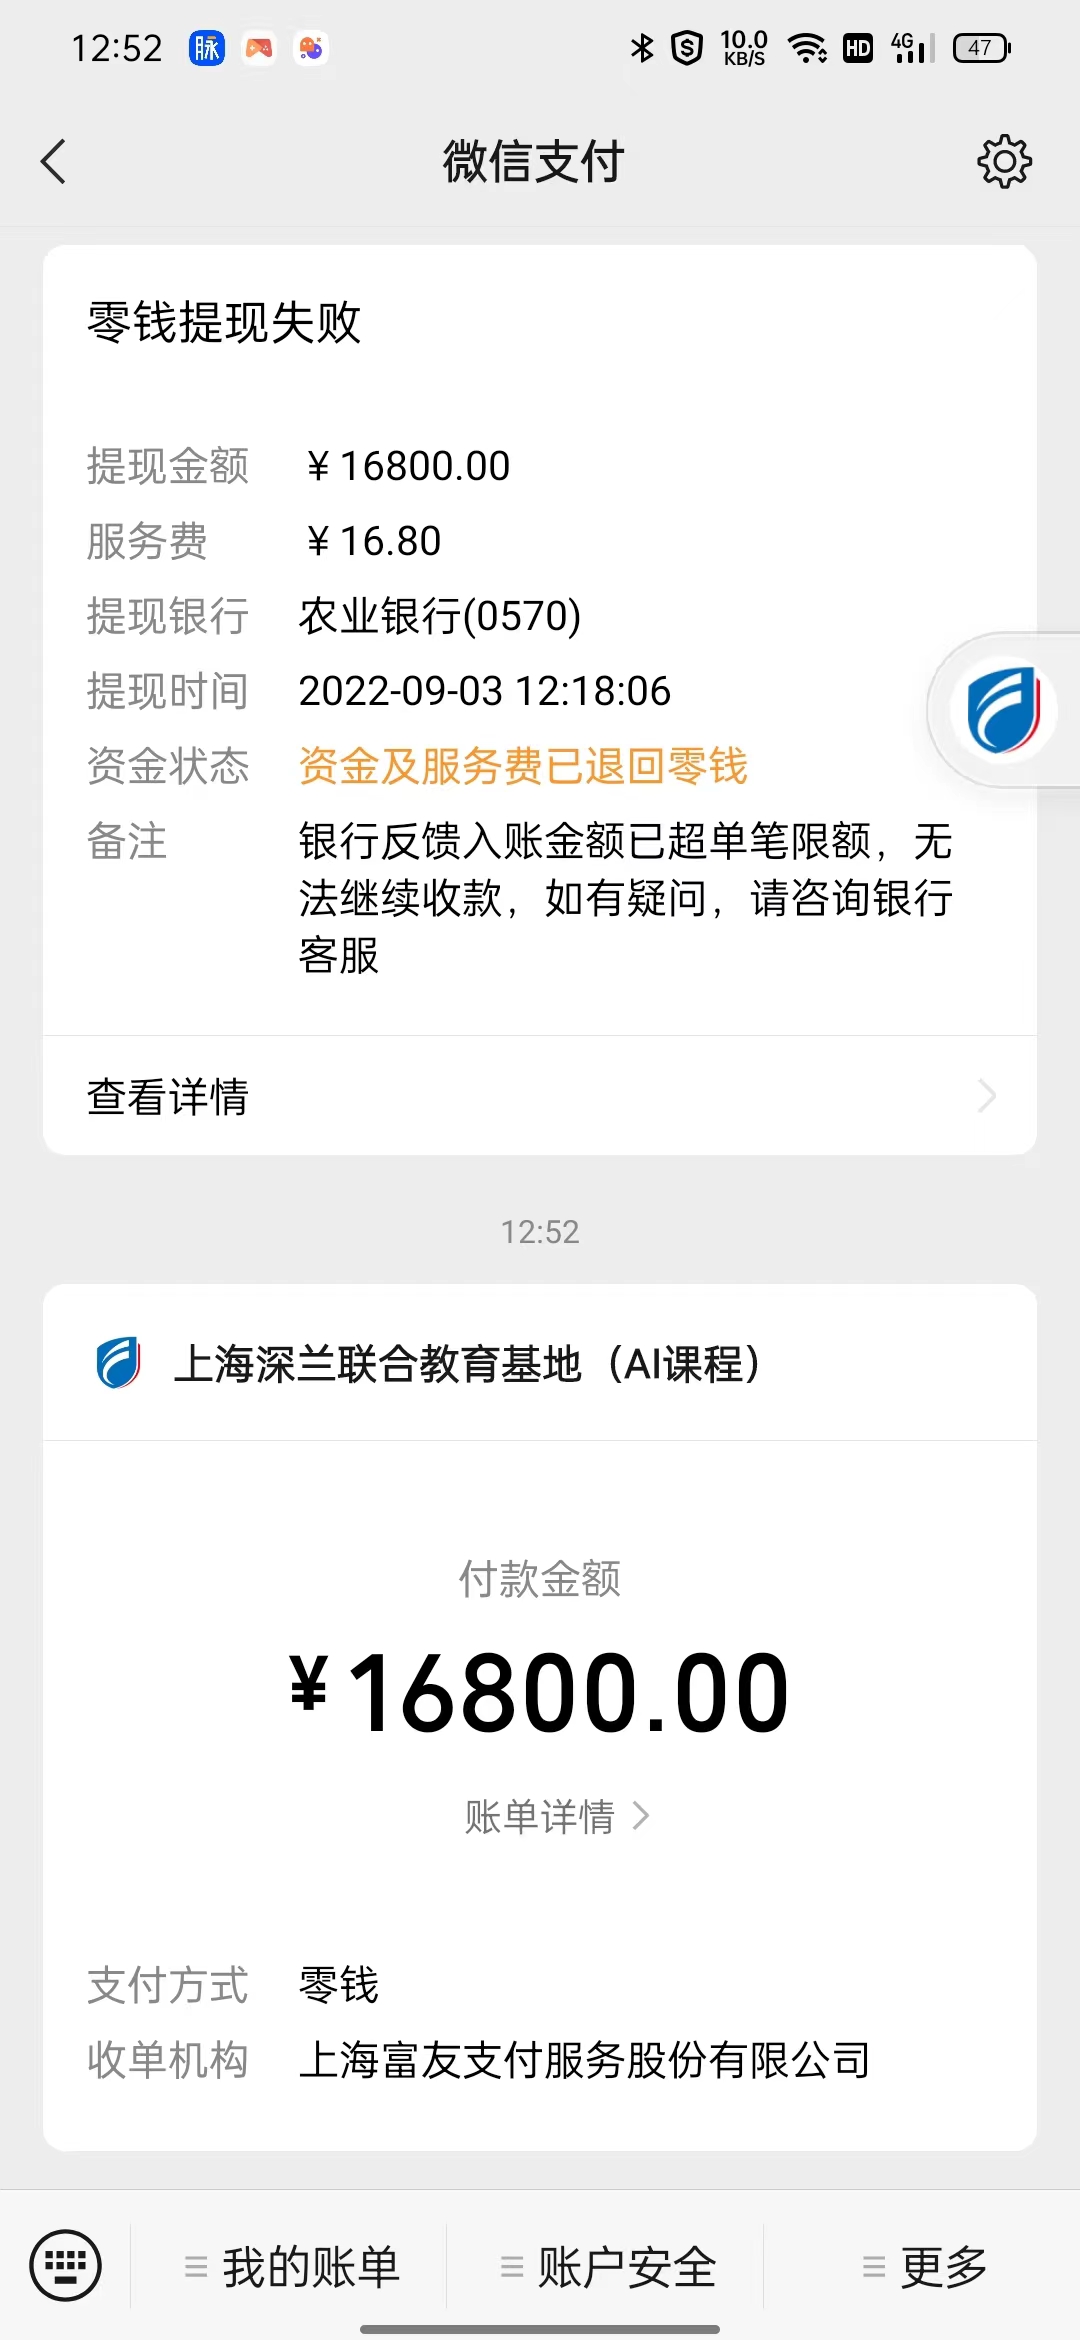 12:52 脉 10.0 KB/S HD 4G 47
微信支付
零钱提现失败
提现金额 ¥16800.00
服务费 ¥16.80
提现银行 农业银行(0570)
提现时间 2022-09-03 12:18:06
资金状态 资金及服务费已退回零钱
备注 银行反馈入账金额已超单笔限额，无
法继续收款，如有疑问，请咨询银行
客服
查看详情
12:52
上海深兰联合教育基地（AI课程）
付款金额
¥16800.00
账单详情
支付方式 零钱
收单机构 上海富友支付服务股份有限公司
我的账单 账户安全 更多